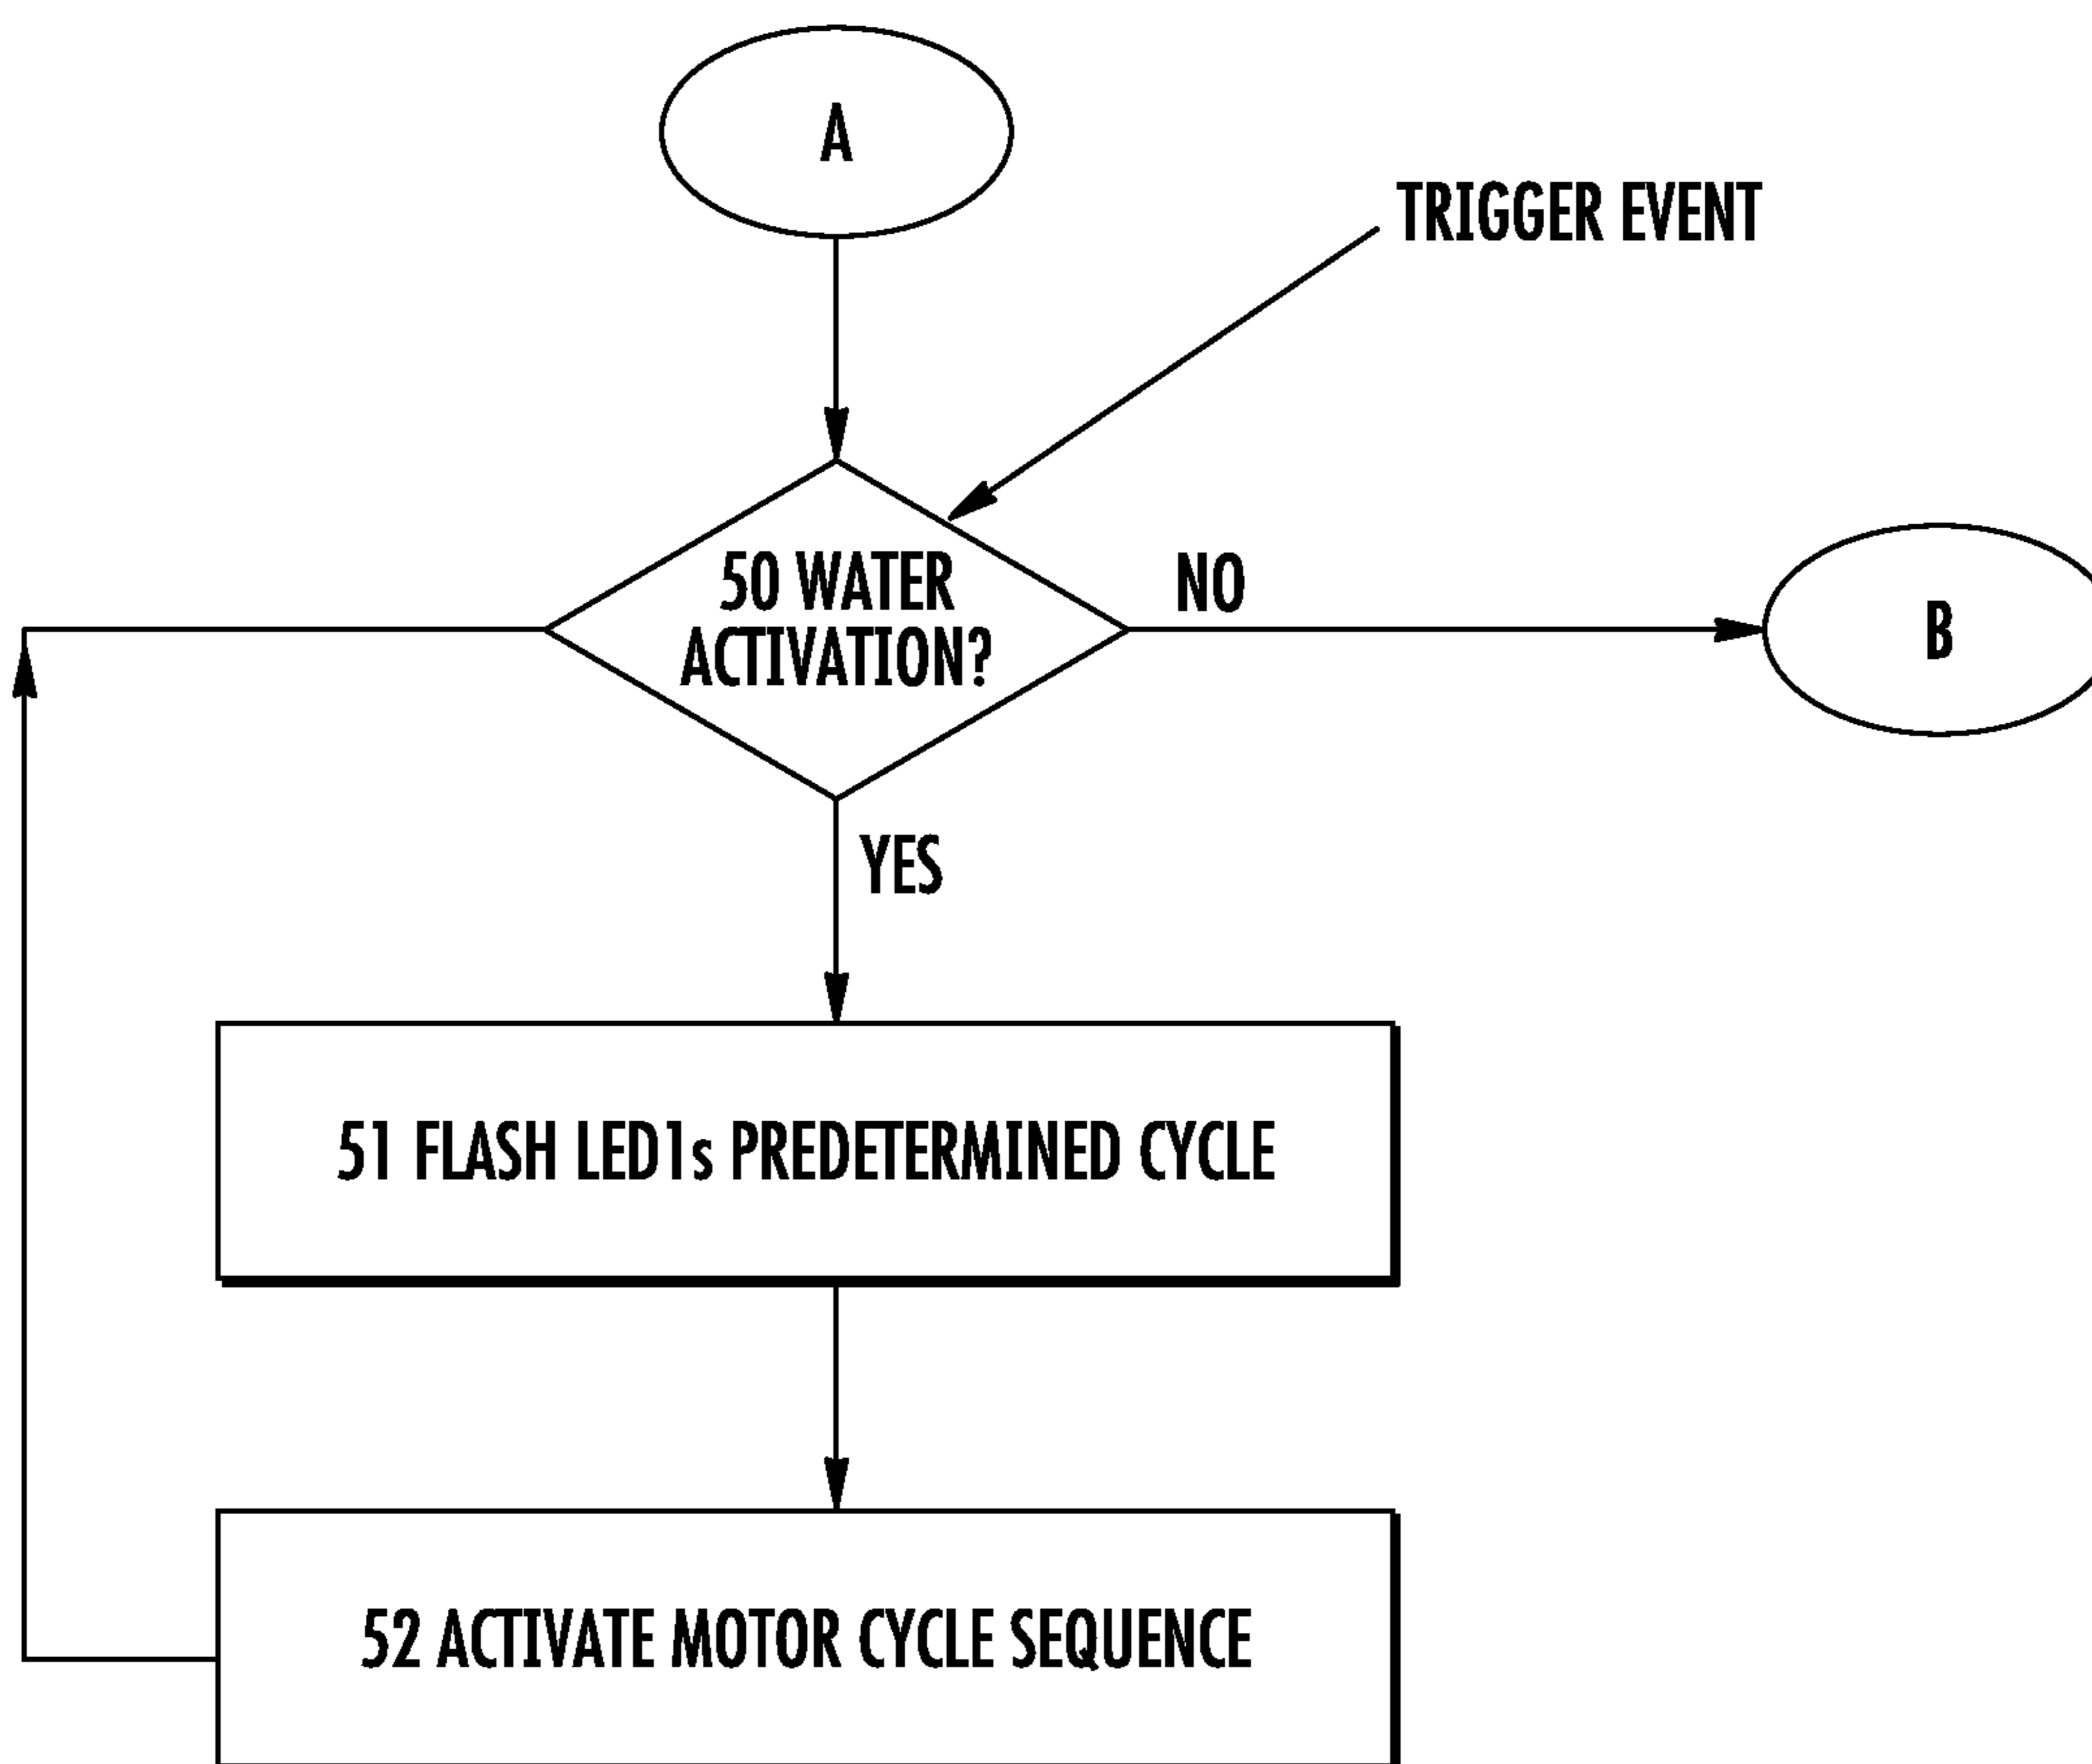 A
TRIGGER EVENT
50 WATER
ACTIVATION?
NO
B
YES
51 FLASH LED1s PREDETERMINED CYCLE
52 ACTIVATE MOTOR CYCLE SEQUENCE